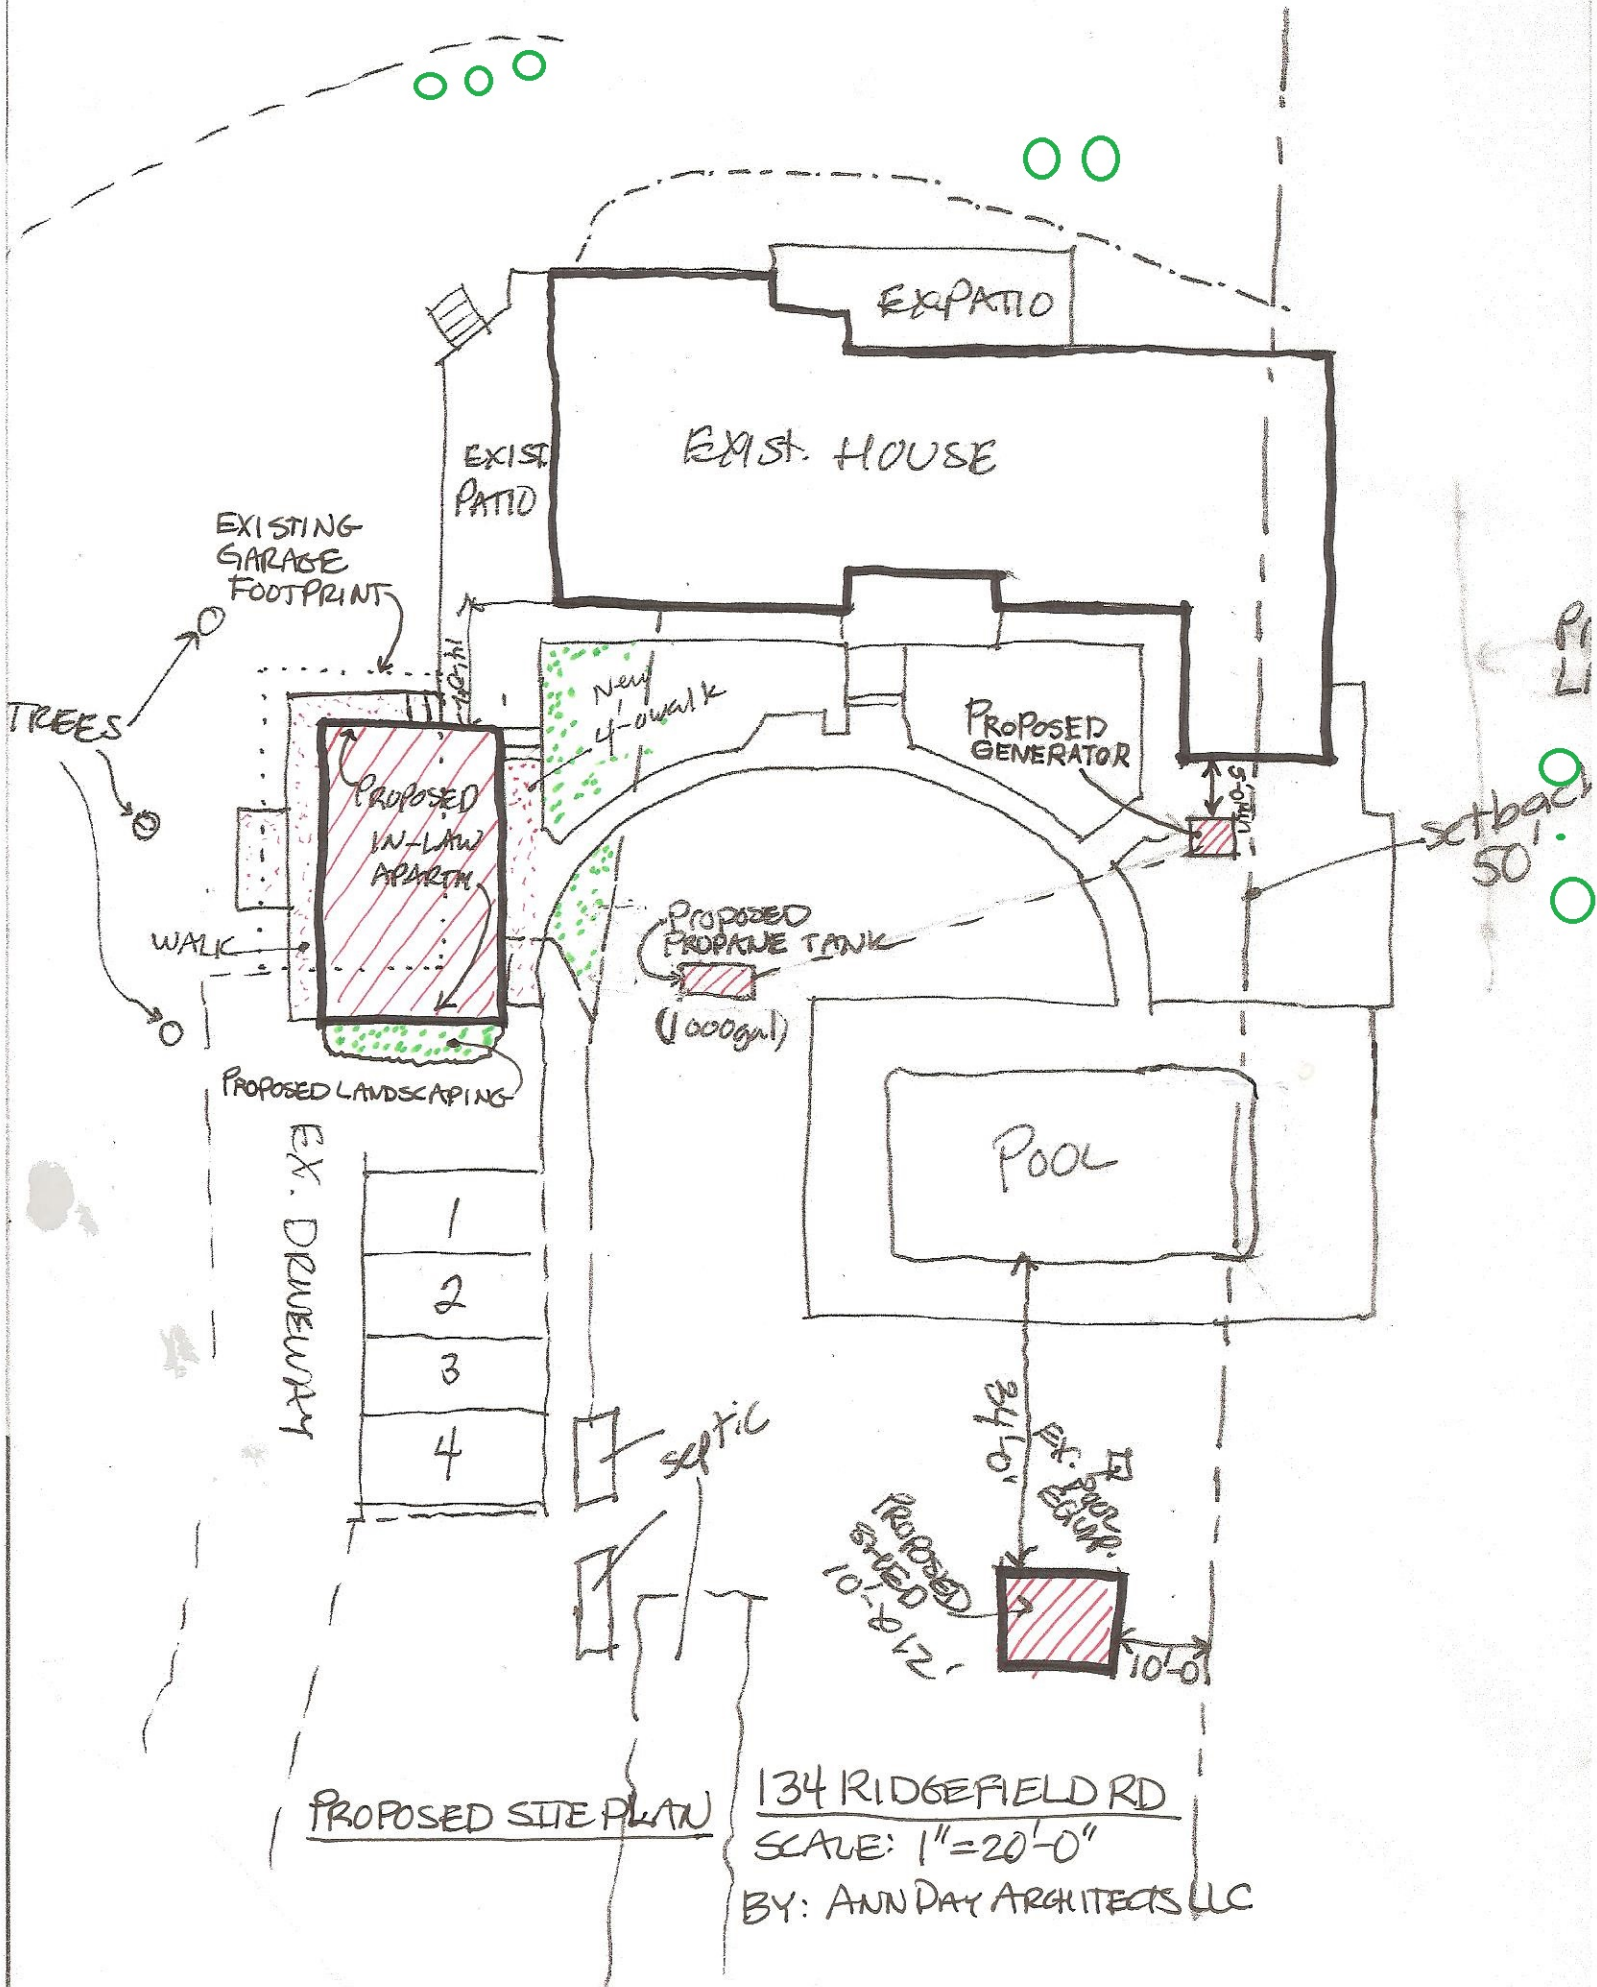 EX. PATIO
EXIST. HOUSE
EXIST.
PATIO
EXISTING
GARAGE
FOOTPRINT
14'-0"
TREES
New
4-0 walk
PROPOSED
GENERATOR
5'-0"
PROPOSED
IN-LAW
APARTM.
setback
50'
WALK
PROPOSED
PROPANE TANK
(1000gal)
PROPOSED LANDSCAPING
EX. DRIVEWAY
POOL
1
2
3
4
septic
34'-0"
EX.
POOL
EQUIP.
PROPOSED
SHED
10'-0"
PROPOSED SITE PLAN
134 RIDGEFIELD RD
SCALE: 1"=20'-0"
BY: ANN DAY ARCHITECTS LLC